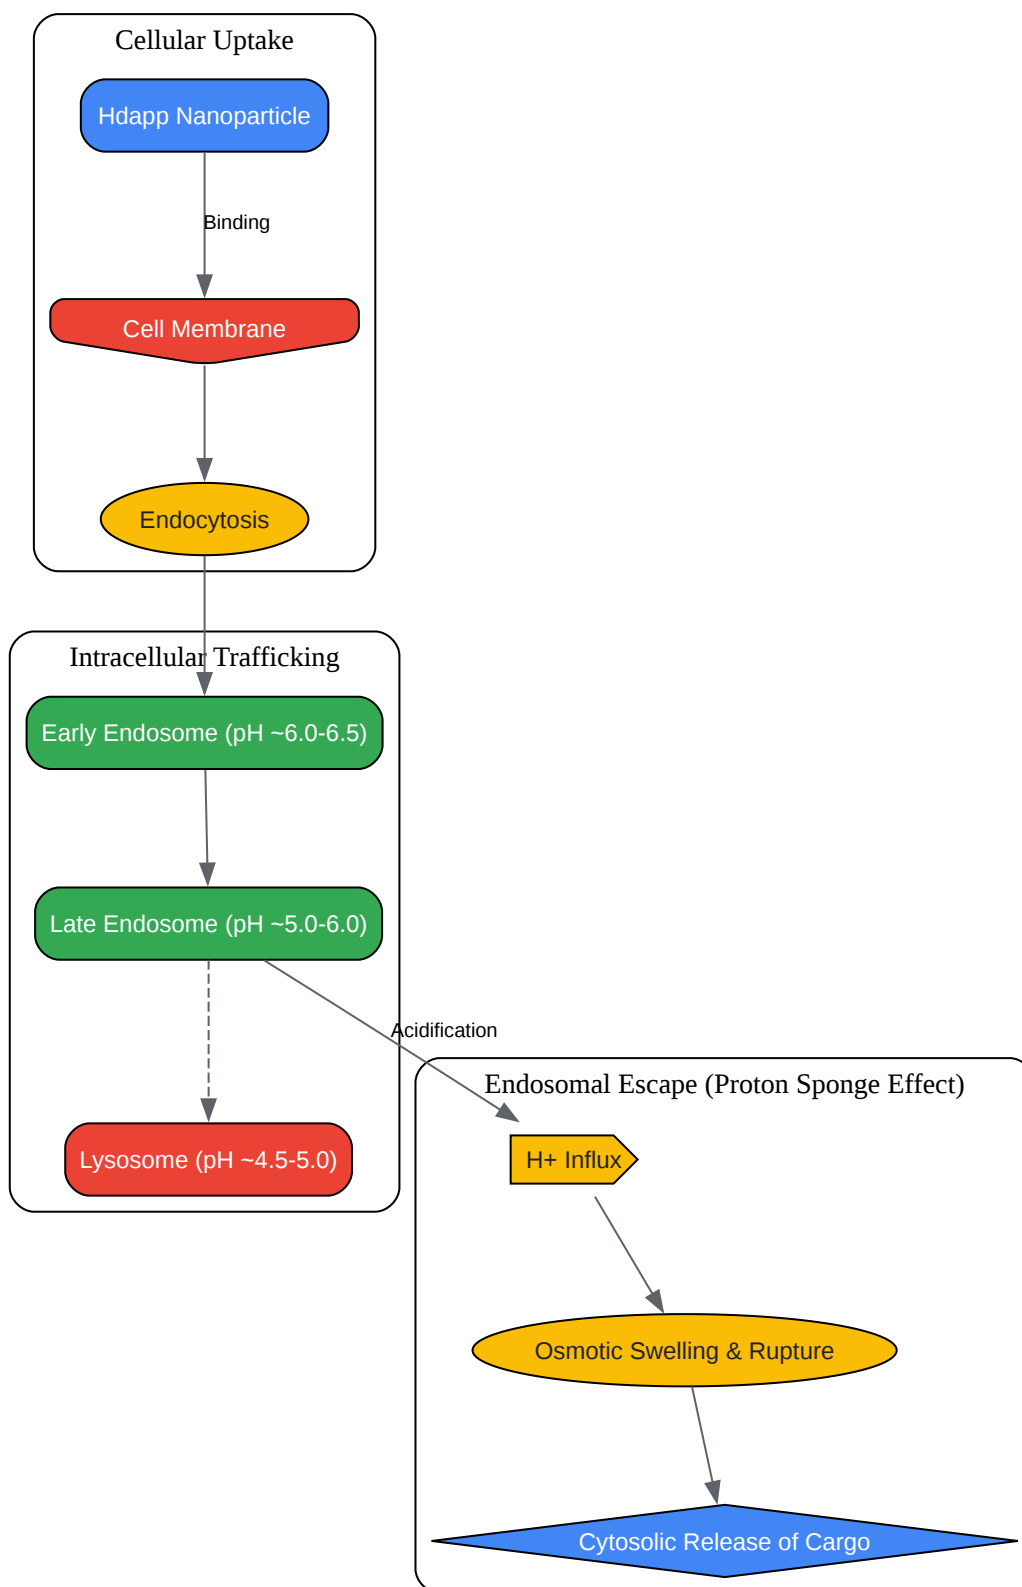 Cellular Uptake
Hdapp Nanoparticle
Binding
Cell Membrane
Endocytosis
Intracellular Trafficking
Early Endosome (pH ~6.0-6.5)
Late Endosome (pH ~5.0-6.0)
Acidification
Lysosome (pH ~4.5-5.0)
Endosomal Escape (Proton Sponge Effect)
H+ Influx
Osmotic Swelling & Rupture
Cytosolic Release of Cargo